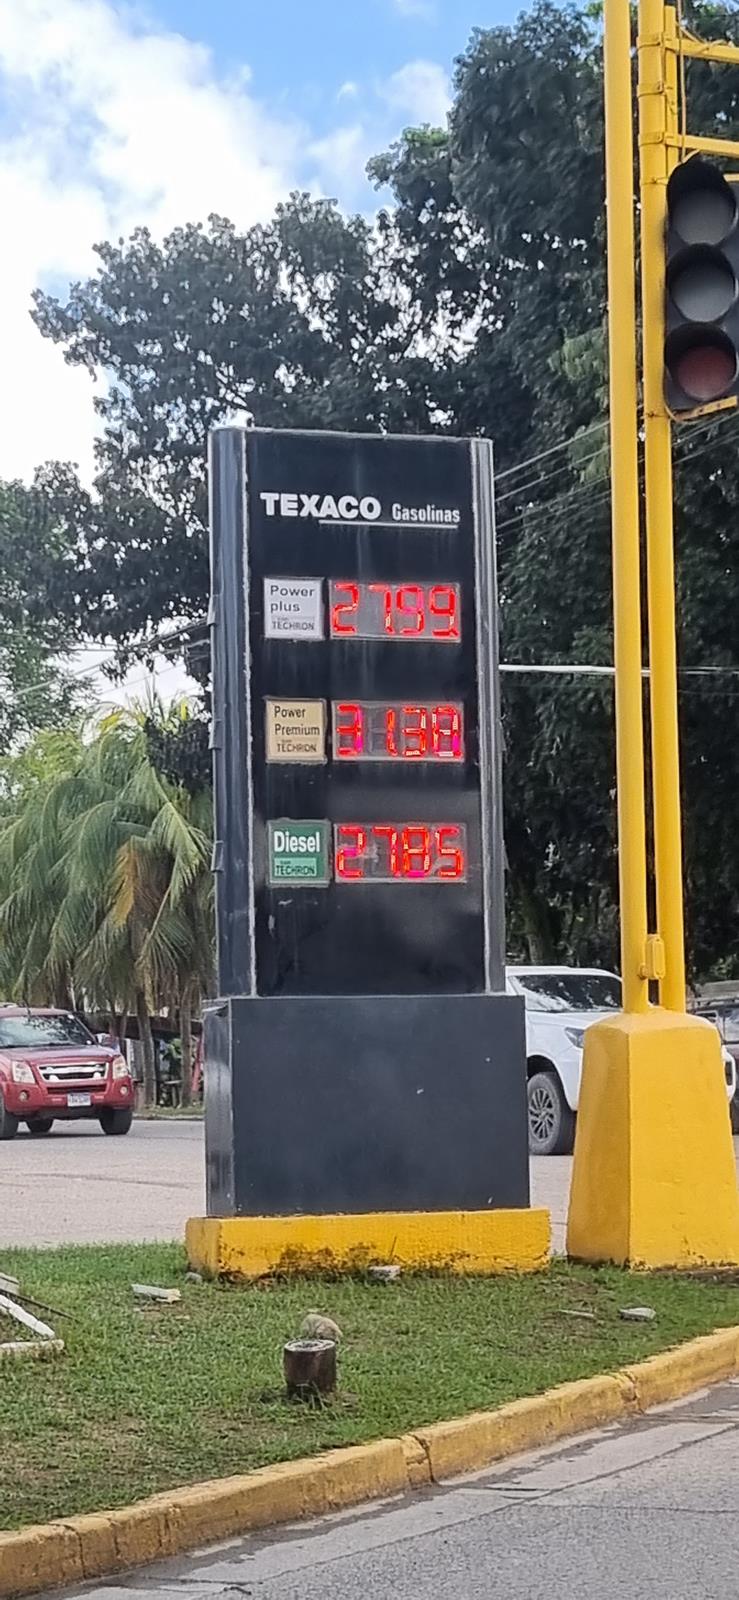 TEXACO Gasolinas
Power
plus
TECHRON
2799
Power
Premium
TECHRON
3138
Diesel
TECHRON
2785